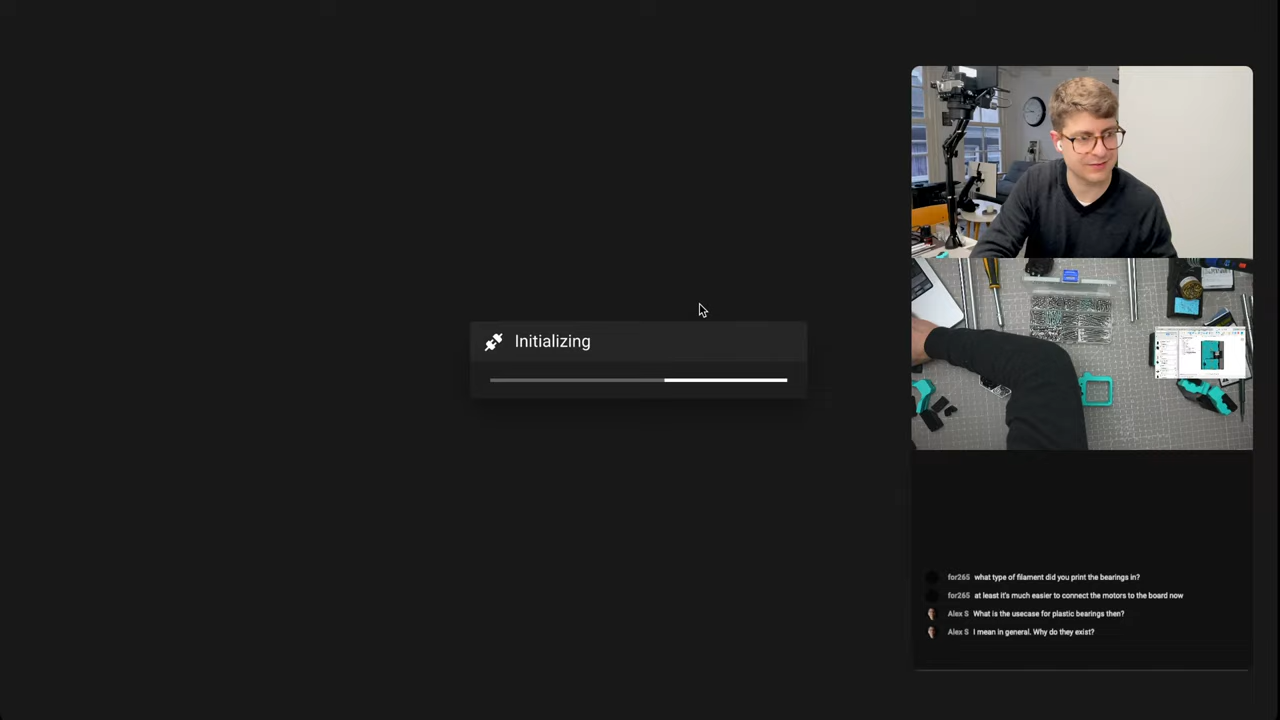 Initializing
for265 what type of filament did you print the bearings in?
for265 at least it's much easier to connect the motors to the board now
Alex S What is the usecase for plastic bearings then?
Alex S I mean in general. Why do they exist?